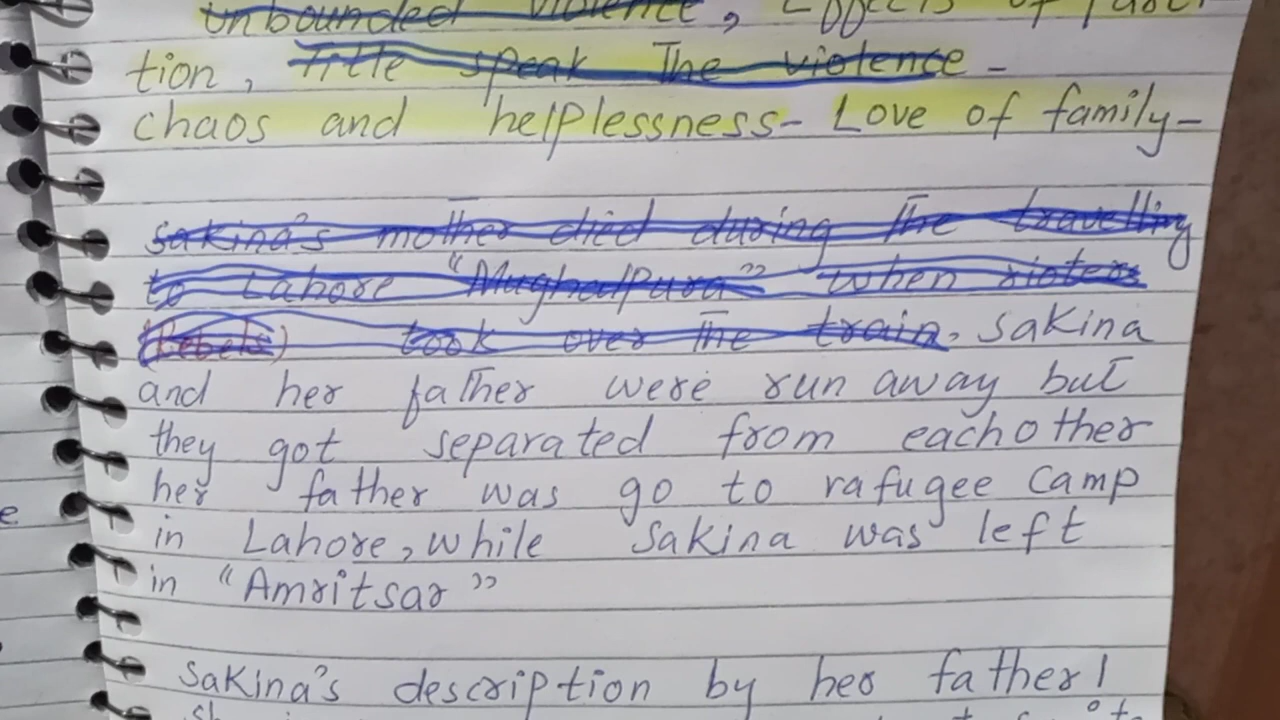 unbounded violence, Effects of
tion, Title speak The violence -
chaos and helplessness - Love of family -
sakina's mother died during The travelling
to Lahore "MughalPura" when rioters
(Rebels) took over The train. Sakina
and her father were run away but
they got separated from eachother
her father was go to rafugee camp
in Lahore, while Sakina was left
in "Amritsar"
Sakina's description by her father!